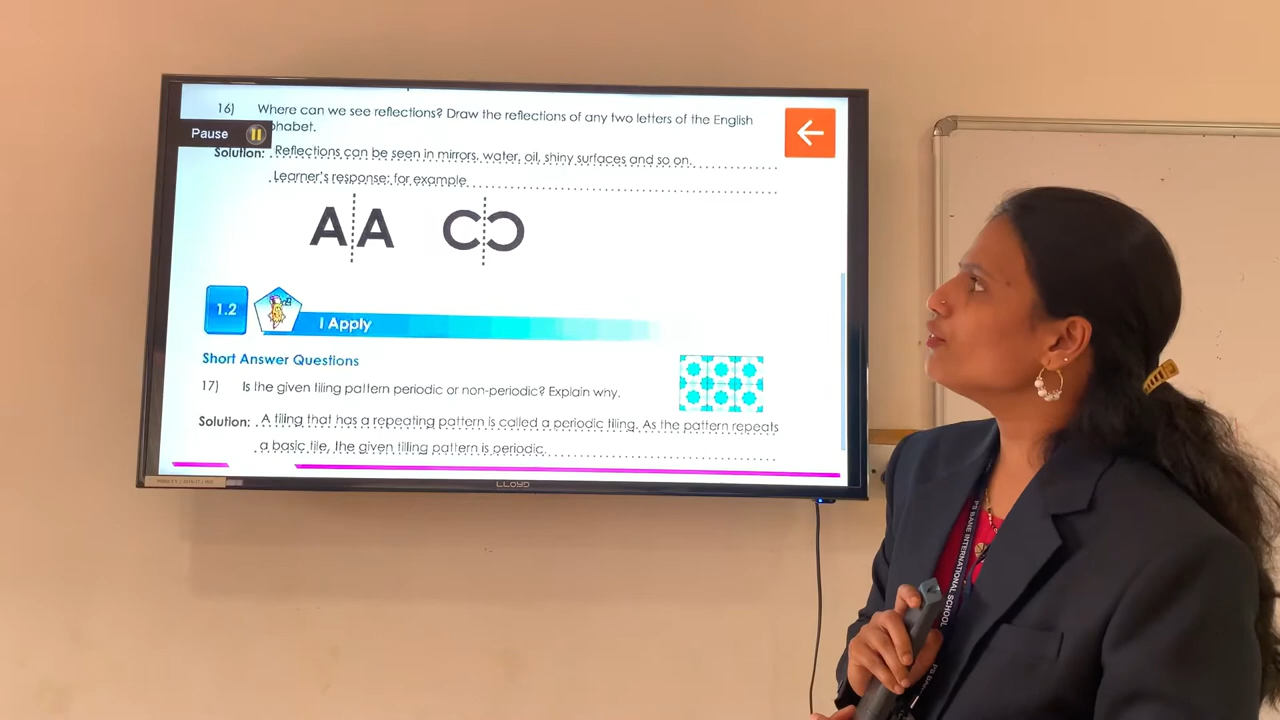 16) Where can we see reflections? Draw the reflections of any two letters of the English
phabet.
Pause
Solution: Reflections can be seen in mirrors, water, oil, shiny surfaces and so on.
Learner's response: for example
A A C Ɔ
1.2 I Apply
Short Answer Questions
17) Is the given tiling pattern periodic or non-periodic? Explain why.
Solution: A tiling that has a repeating pattern is called a periodic tiling. As the pattern repeats
a basic tile, the given tilling pattern is periodic.
LLOYD
PS RANE INTERNATIONAL SCHOOL